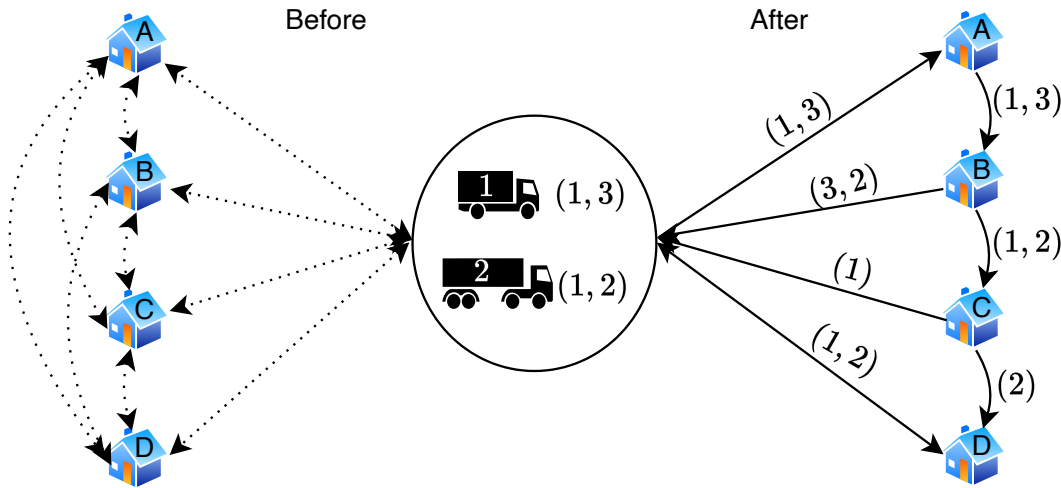 Before
After
A
B
C
D
1
(1, 3)
2
(1, 2)
(1, 3)
(3, 2)
(1)
(1, 2)
A
(1, 3)
B
(1, 2)
C
(2)
D